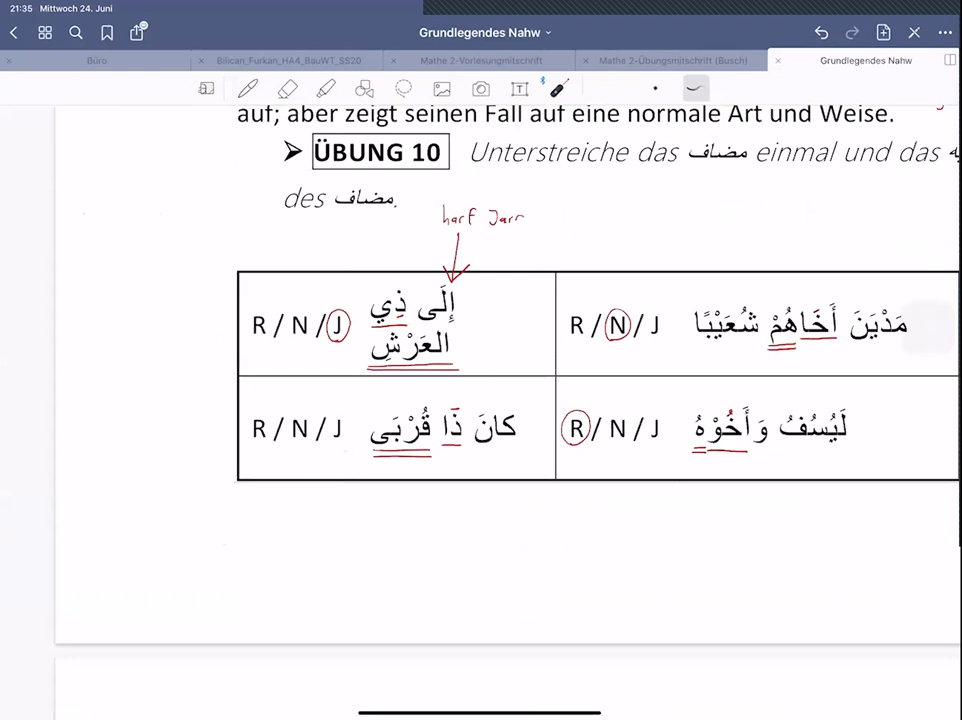 21:35 Mittwoch 24. Juni
Grundlegendes Nahw
Büro
Bilican_Furkan_HA4_BauWT_SS20
Mathe 2-Vorlesungmitschrift
Mathe 2-Übungsmitschrift (Busch)
Grundlegendes Nahw
auf; aber zeigt seinen Fall auf eine normale Art und Weise.
ÜBUNG 10 Unterstreiche das مضاف einmal und das
des مضاف.
harf Jarr
R / N / J إِلَى ذِي
العَرْشِ
R / N / J مَدْيَنَ أَخَاهُمْ شُعَيْبًا
R / N / J كانَ ذَا قُرْبَى
R / N / J لَيُسُفُ وَأَخُوْهُ